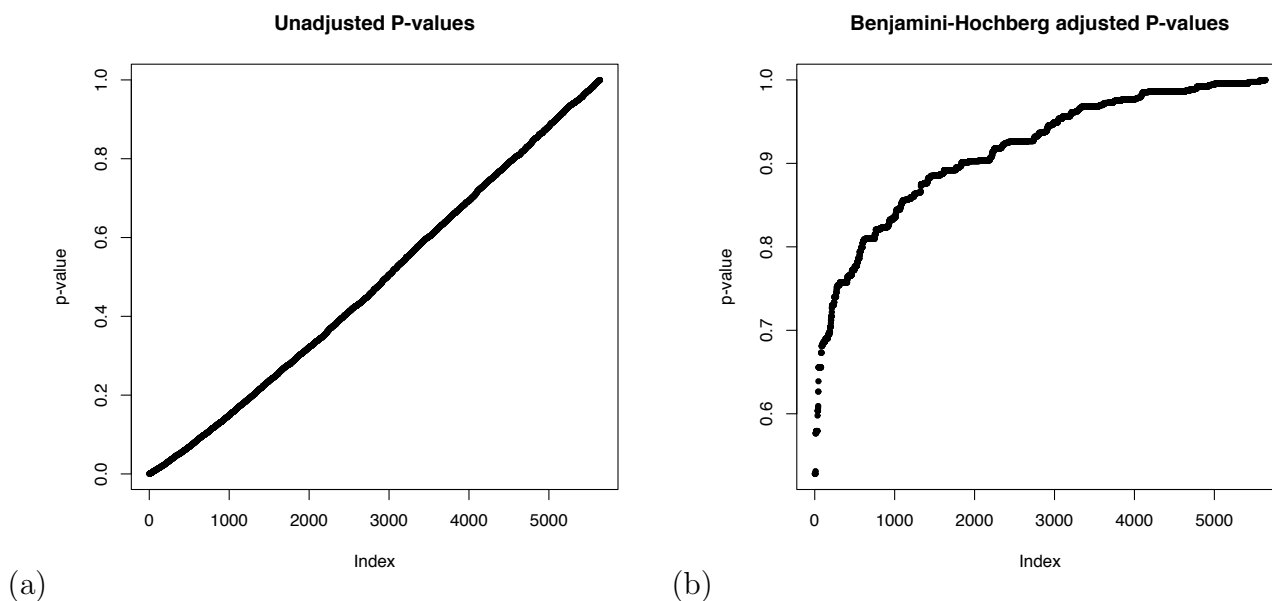 Unadjusted P-values
p-value
0.0 0.2 0.4 0.6 0.8 1.0
0 1000 2000 3000 4000 5000
Index
(a)
Benjamini-Hochberg adjusted P-values
p-value
0.6 0.7 0.8 0.9 1.0
0 1000 2000 3000 4000 5000
Index
(b)